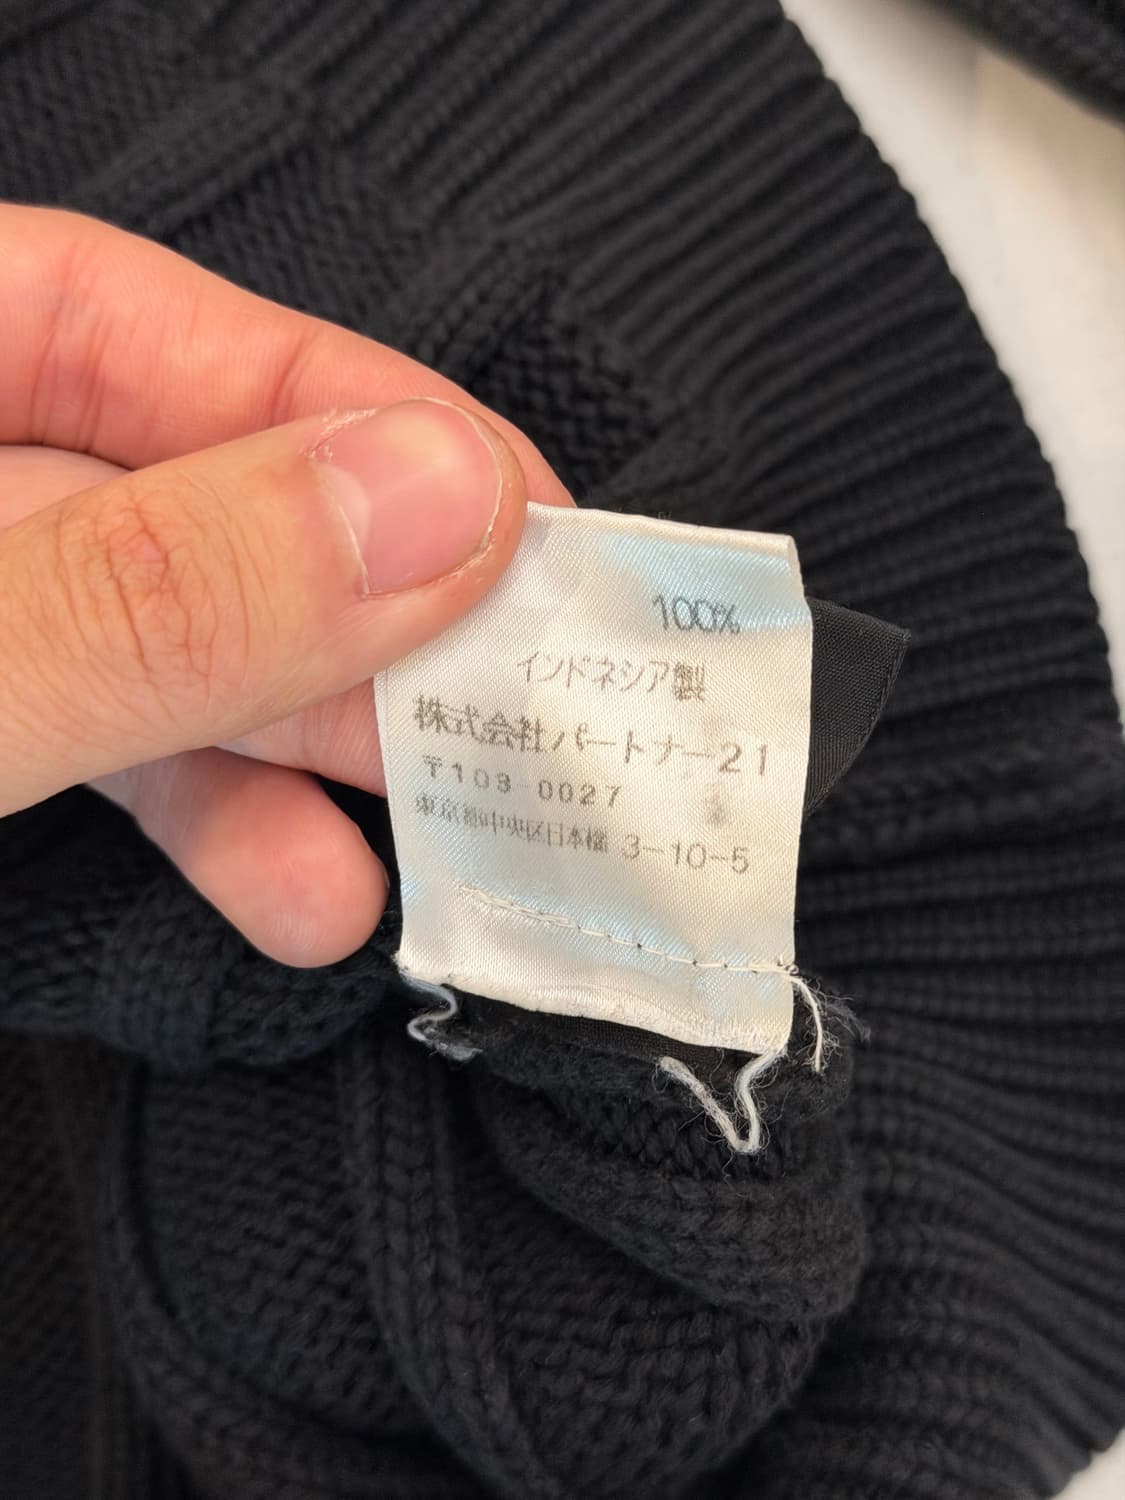 100%
インドネシア製
株式会社パートナー21
〒103-0027
東京都中央区日本橋 3-10-5